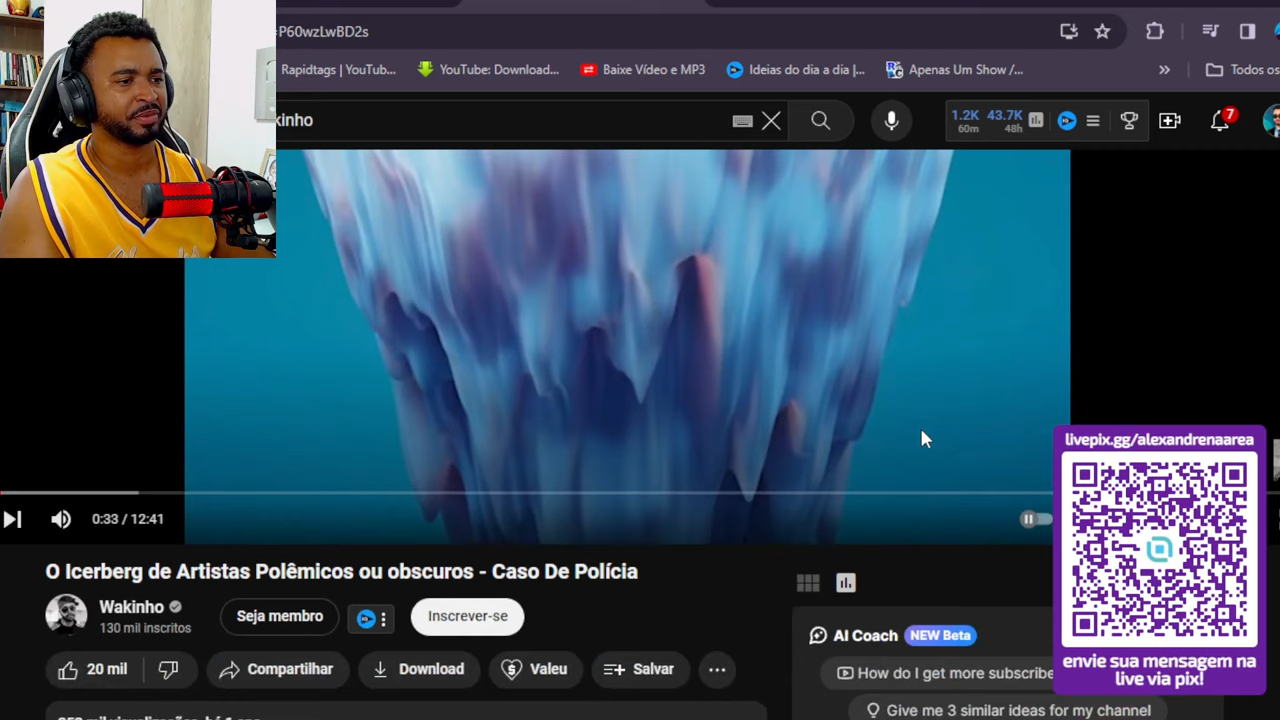 P60wzLwBD2s
Rapidtags | YouTub...
YouTube: Download...
Baixe Vídeo e MP3
Ideias do dia a dia |...
Apenas Um Show /...
»
Todos os
kinho
1.2K 43.7K
60m 48h
7
livepix.gg/alexandrenaarea
0:33 / 12:41
O Icerberg de Artistas Polêmicos ou obscuros - Caso De Polícia
Wakinho
130 mil inscritos
Seja membro
Inscrever-se
20 mil
Compartilhar
Download
Valeu
Salvar
AI Coach NEW Beta
How do I get more subscribe
Give me 3 similar ideas for my channel
envie sua mensagem na
live via pix!